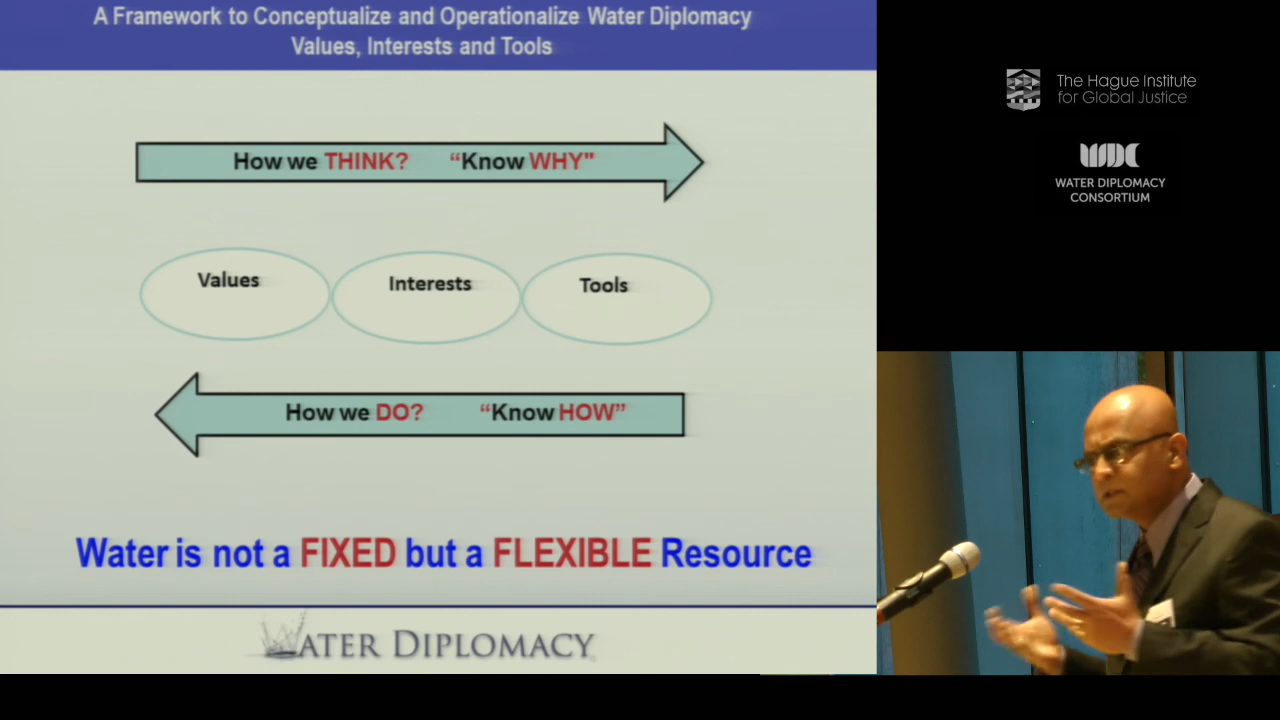 A Framework to Conceptualize and Operationalize Water Diplomacy
Values, Interests and Tools
How we THINK? “Know WHY"
Values
Interests
Tools
How we DO? “Know HOW”
Water is not a FIXED but a FLEXIBLE Resource
WATER DIPLOMACY
The Hague Institute
for Global Justice
WDC
WATER DIPLOMACY
CONSORTIUM